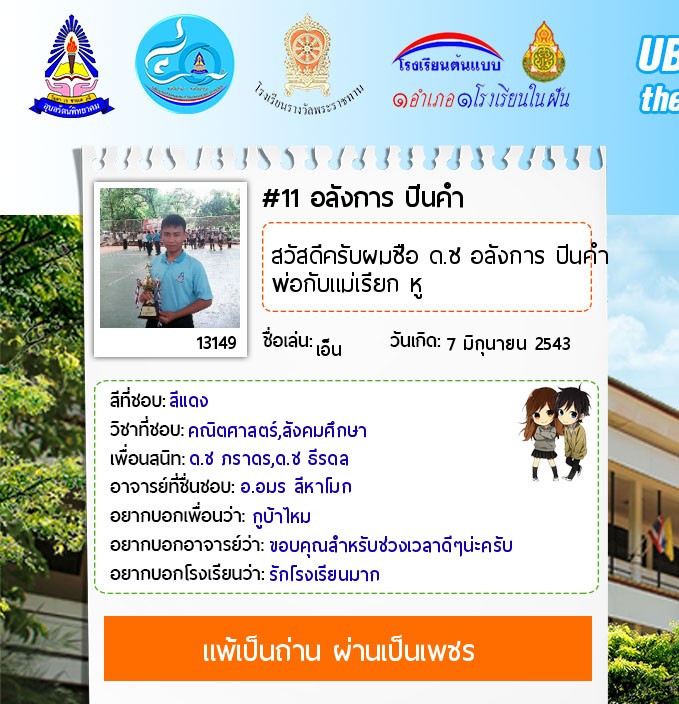 อุบลรัตน์พิทยาคม
โรงเรียนรางวัลพระราชทาน
โรงเรียนต้นแบบ
๑อำเภอ๑โรงเรียนในฝัน
UB
the
#11 อลังการ ปีนคำ
สวัสดีครับผมชือ ด.ช อลังการ ปีนคำ
พ่อกับแม่เรียก หู
13149
ชื่อเล่น: เอ็น วันเกิด: 7 มิถุนายน 2543
สีที่ชอบ: สีแดง
วิชาที่ชอบ: คณิตศาสตร์,สังคมศึกษา
เพื่อนสนิท: ด.ช ภราดร,ด.ช ธีรดล
อาจารย์ที่ชื่นชอบ: อ.อมร สีหาโมก
อยากบอกเพื่อนว่า: กูบ้าไหม
อยากบอกอาจารย์ว่า: ขอบคุณสำหรับช่วงเวลาดีๆน่ะครับ
อยากบอกโรงเรียนว่า: รักโรงเรียนมาก
แพ้เป็นถ่าน ผ่านเป็นเพชร